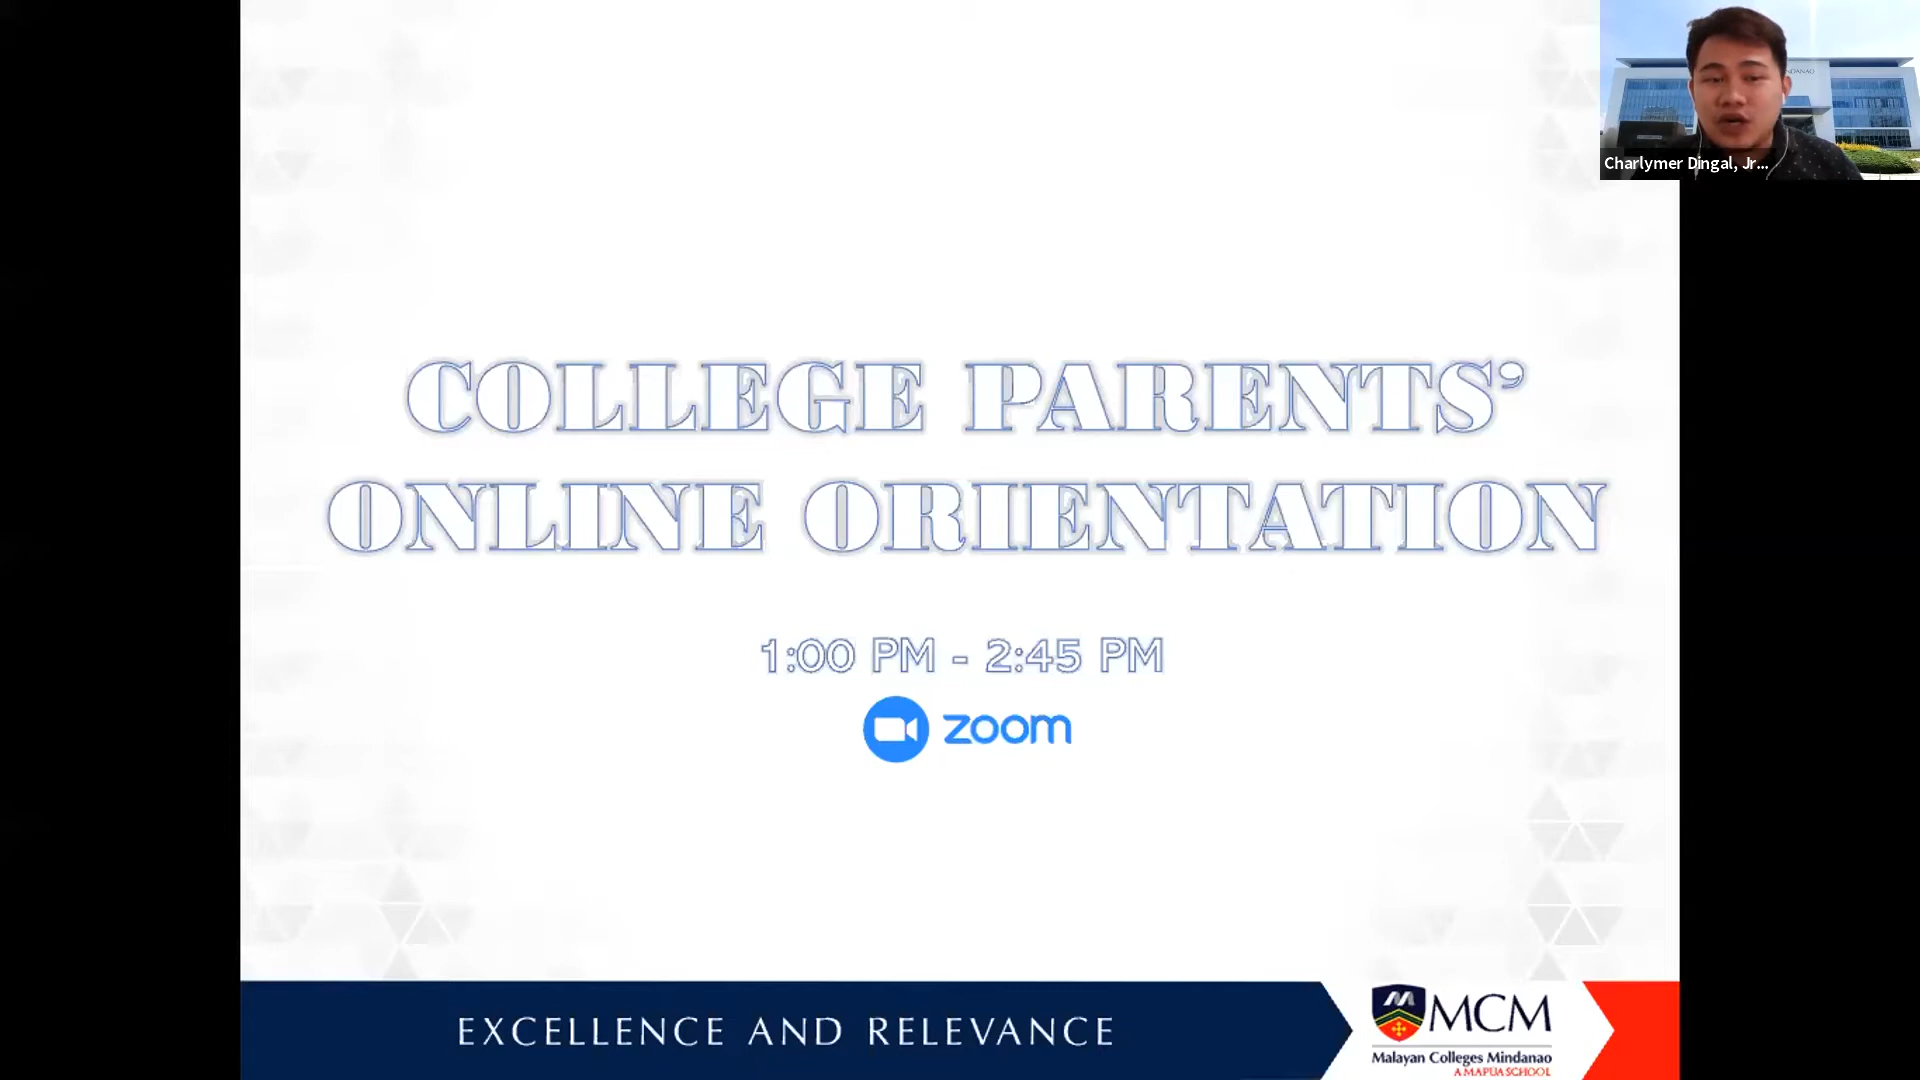 COLLEGE PARENTS’
ONLINE ORIENTATION
1:00 PM - 2:45 PM
zoom
EXCELLENCE AND RELEVANCE
MCM
Malayan Colleges Mindanao
A MAPUA SCHOOL
Charlymer Dingal, Jr...